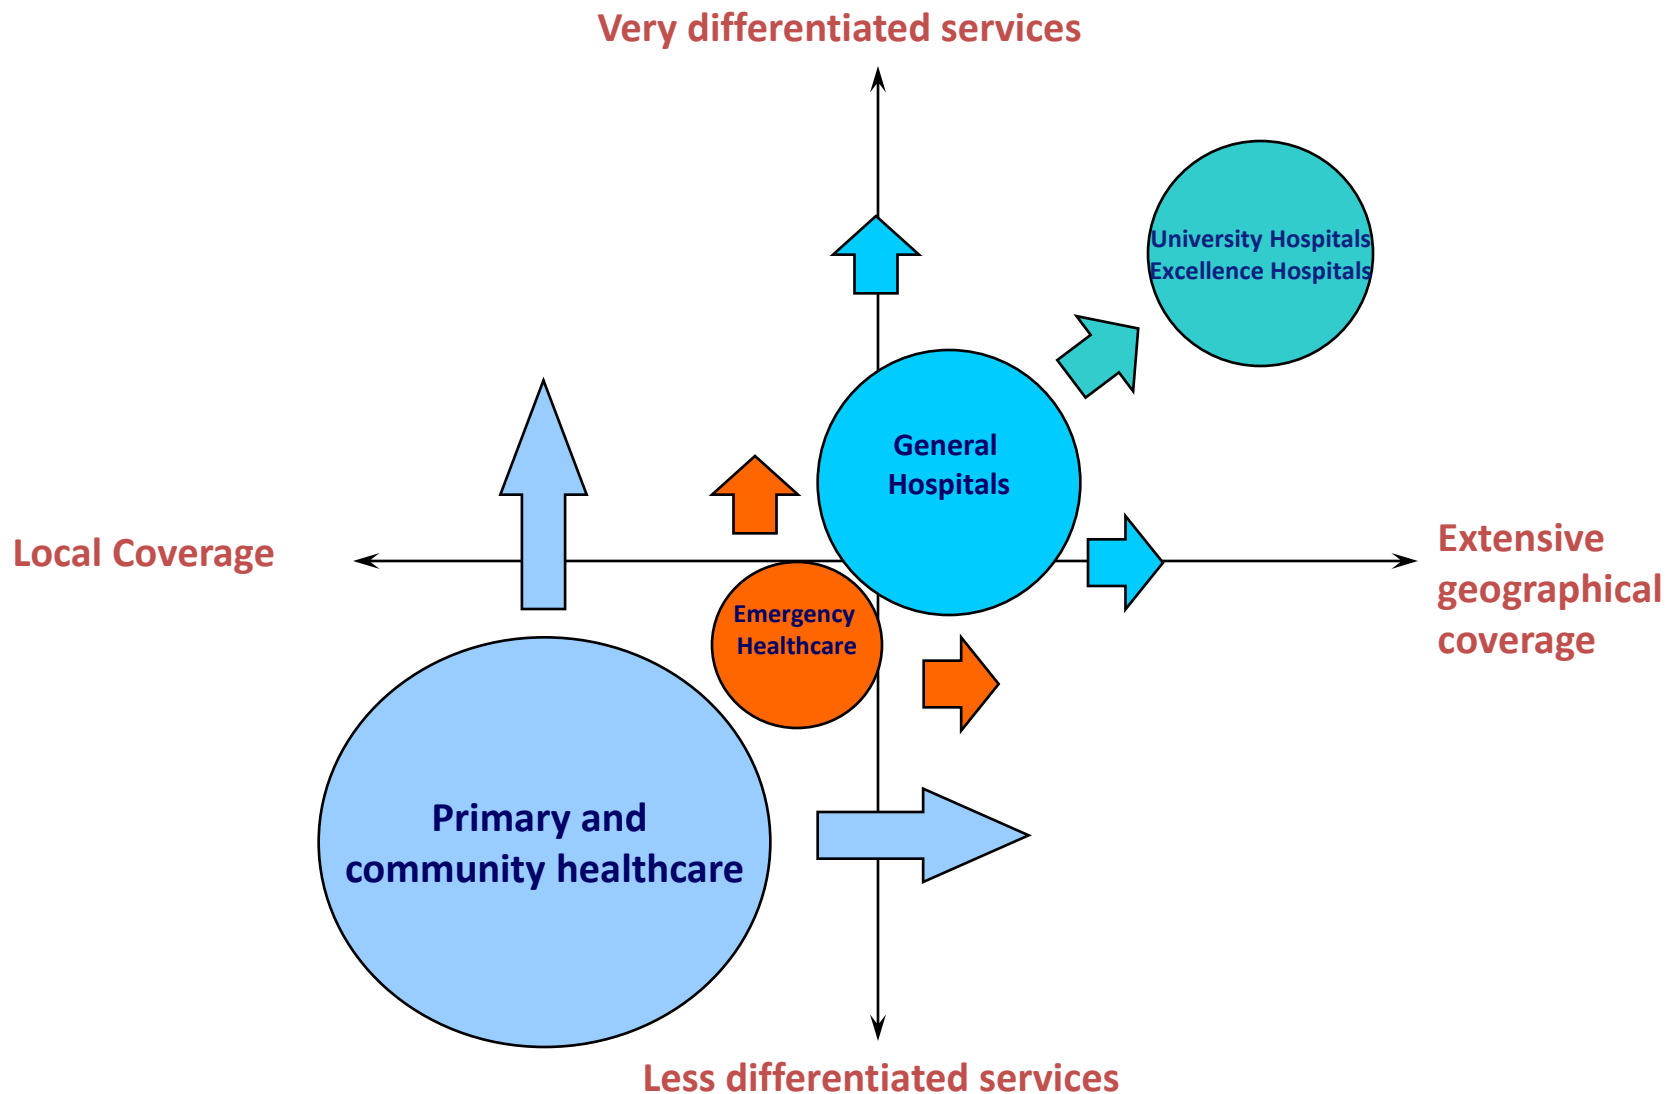 Very differentiated services
University Hospitals
Excellence Hospitals
General
Hospitals
Local Coverage
Extensive
geographical
coverage
Emergency
Healthcare
Primary and
community healthcare
Less differentiated services